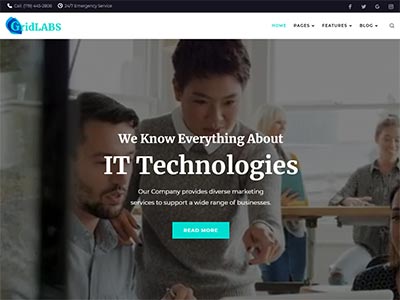 Call: (719) 445-2808 24/7 Emergency Service
GridLABS
HOME PAGES FEATURES BLOG
We Know Everything About
IT Technologies
Our Company provides diverse marketing
services to support a wide range of businesses.
READ MORE